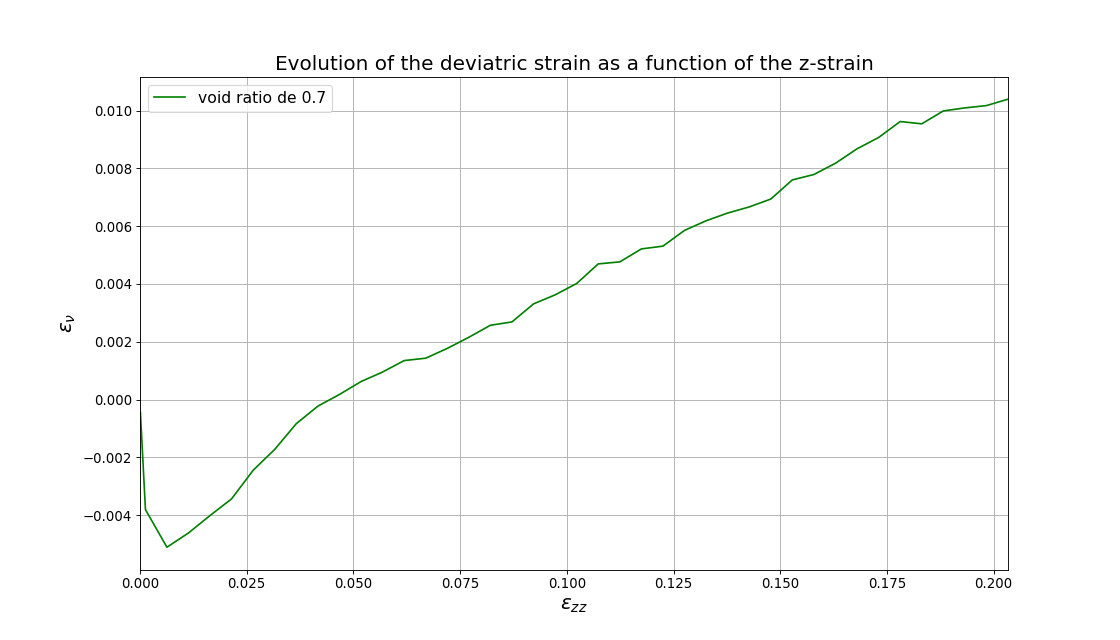 Evolution of the deviatric strain as a function of the z-strain
void ratio de 0.7
0.010
0.008
0.006
0.004
0.002
0.000
−0.002
−0.004
ε_ν
0.000 0.025 0.050 0.075 0.100 0.125 0.150 0.175 0.200
ε_zz